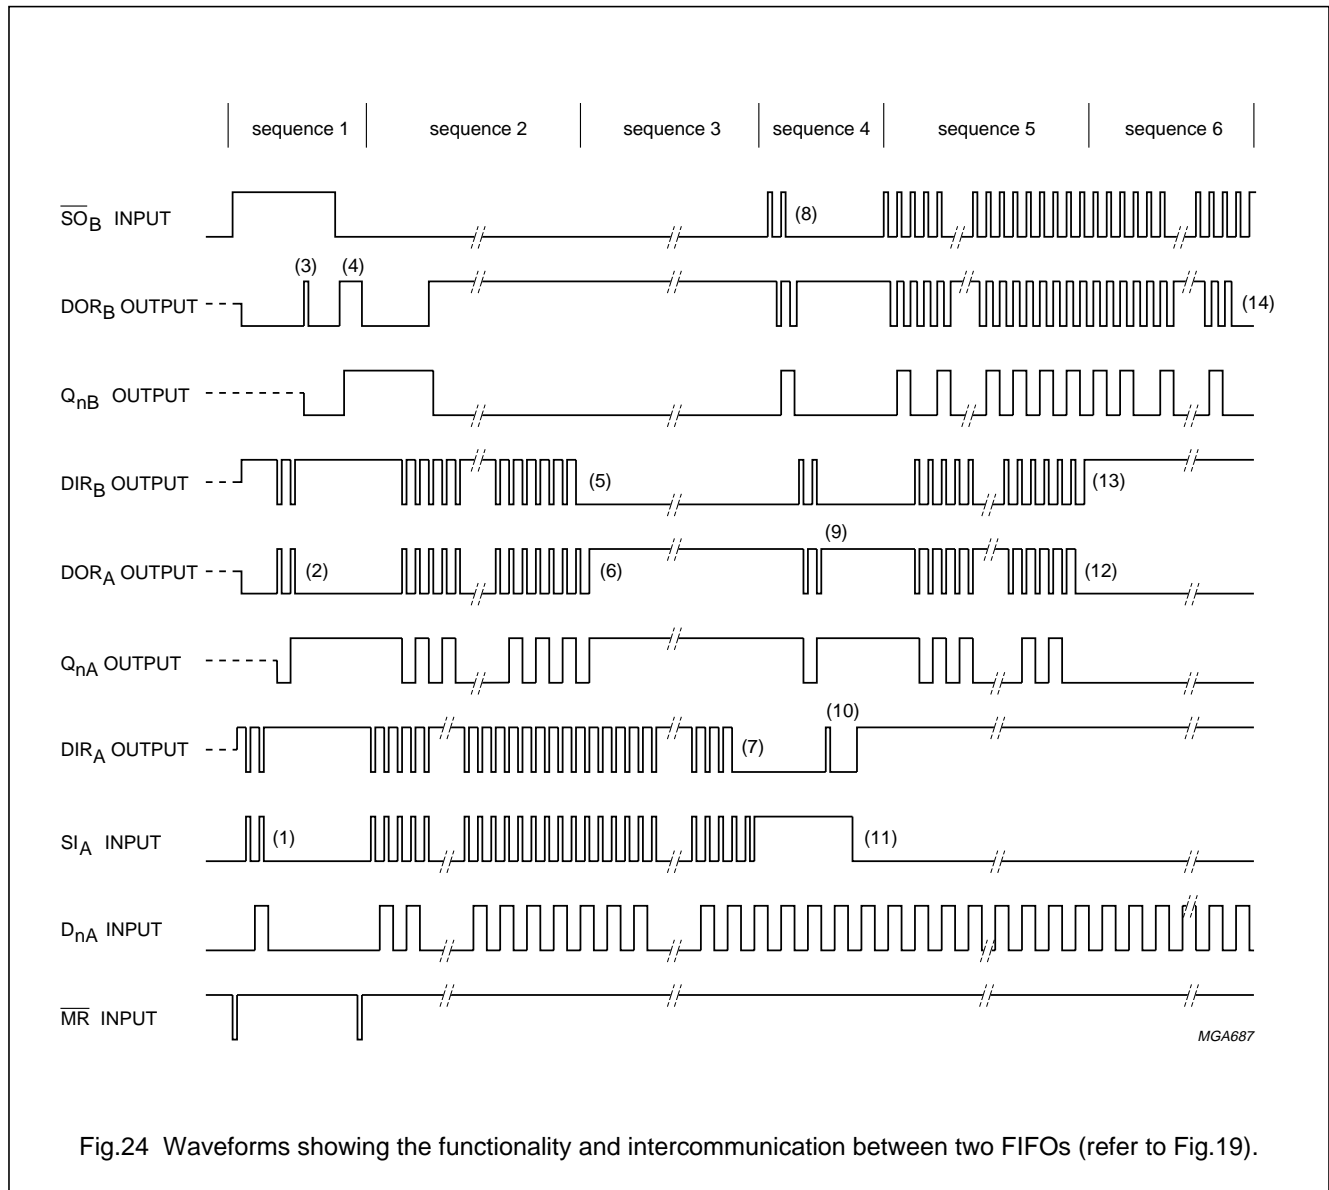 sequence 1 sequence 2 sequence 3 sequence 4 sequence 5 sequence 6
SO̅B INPUT (8)
(3) (4)
DORB OUTPUT (14)
QnB OUTPUT
DIRB OUTPUT (5) (13)
(9)
DORA OUTPUT (2) (6) (12)
QnA OUTPUT
(10)
DIRA OUTPUT (7)
SIA INPUT (1) (11)
DnA INPUT
MR INPUT
MGA687
Fig.24 Waveforms showing the functionality and intercommunication between two FIFOs (refer to Fig.19).